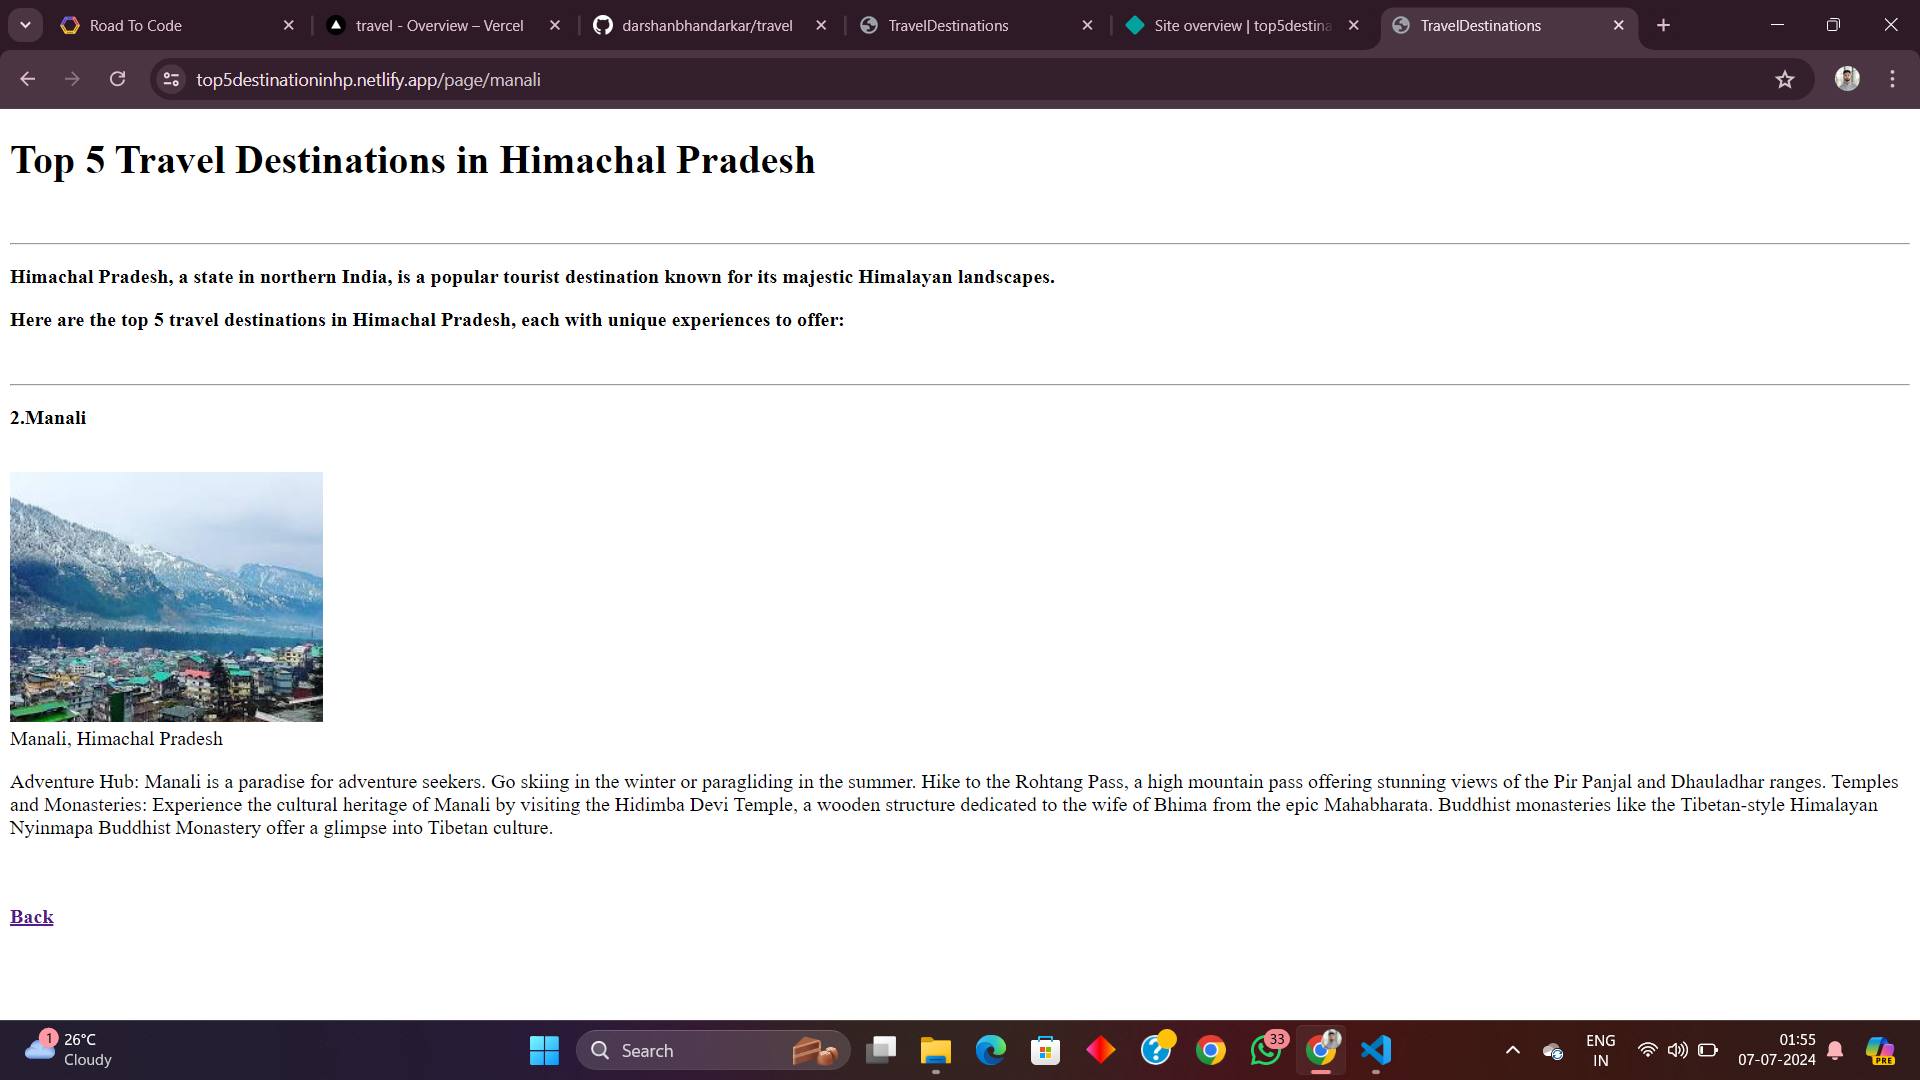 Road To Code
travel - Overview – Vercel
darshanbhandarkar/travel
TravelDestinations
Site overview | top5destina
TravelDestinations
top5destinationinhp.netlify.app/page/manali
Top 5 Travel Destinations in Himachal Pradesh
Himachal Pradesh, a state in northern India, is a popular tourist destination known for its majestic Himalayan landscapes.
Here are the top 5 travel destinations in Himachal Pradesh, each with unique experiences to offer:
2.Manali
Manali, Himachal Pradesh
Adventure Hub: Manali is a paradise for adventure seekers. Go skiing in the winter or paragliding in the summer. Hike to the Rohtang Pass, a high mountain pass offering stunning views of the Pir Panjal and Dhauladhar ranges. Temples
and Monasteries: Experience the cultural heritage of Manali by visiting the Hidimba Devi Temple, a wooden structure dedicated to the wife of Bhima from the epic Mahabharata. Buddhist monasteries like the Tibetan-style Himalayan
Nyinmapa Buddhist Monastery offer a glimpse into Tibetan culture.
Back
1
26°C
Cloudy
Search
33
ENG
IN
01:55
07-07-2024
PRE